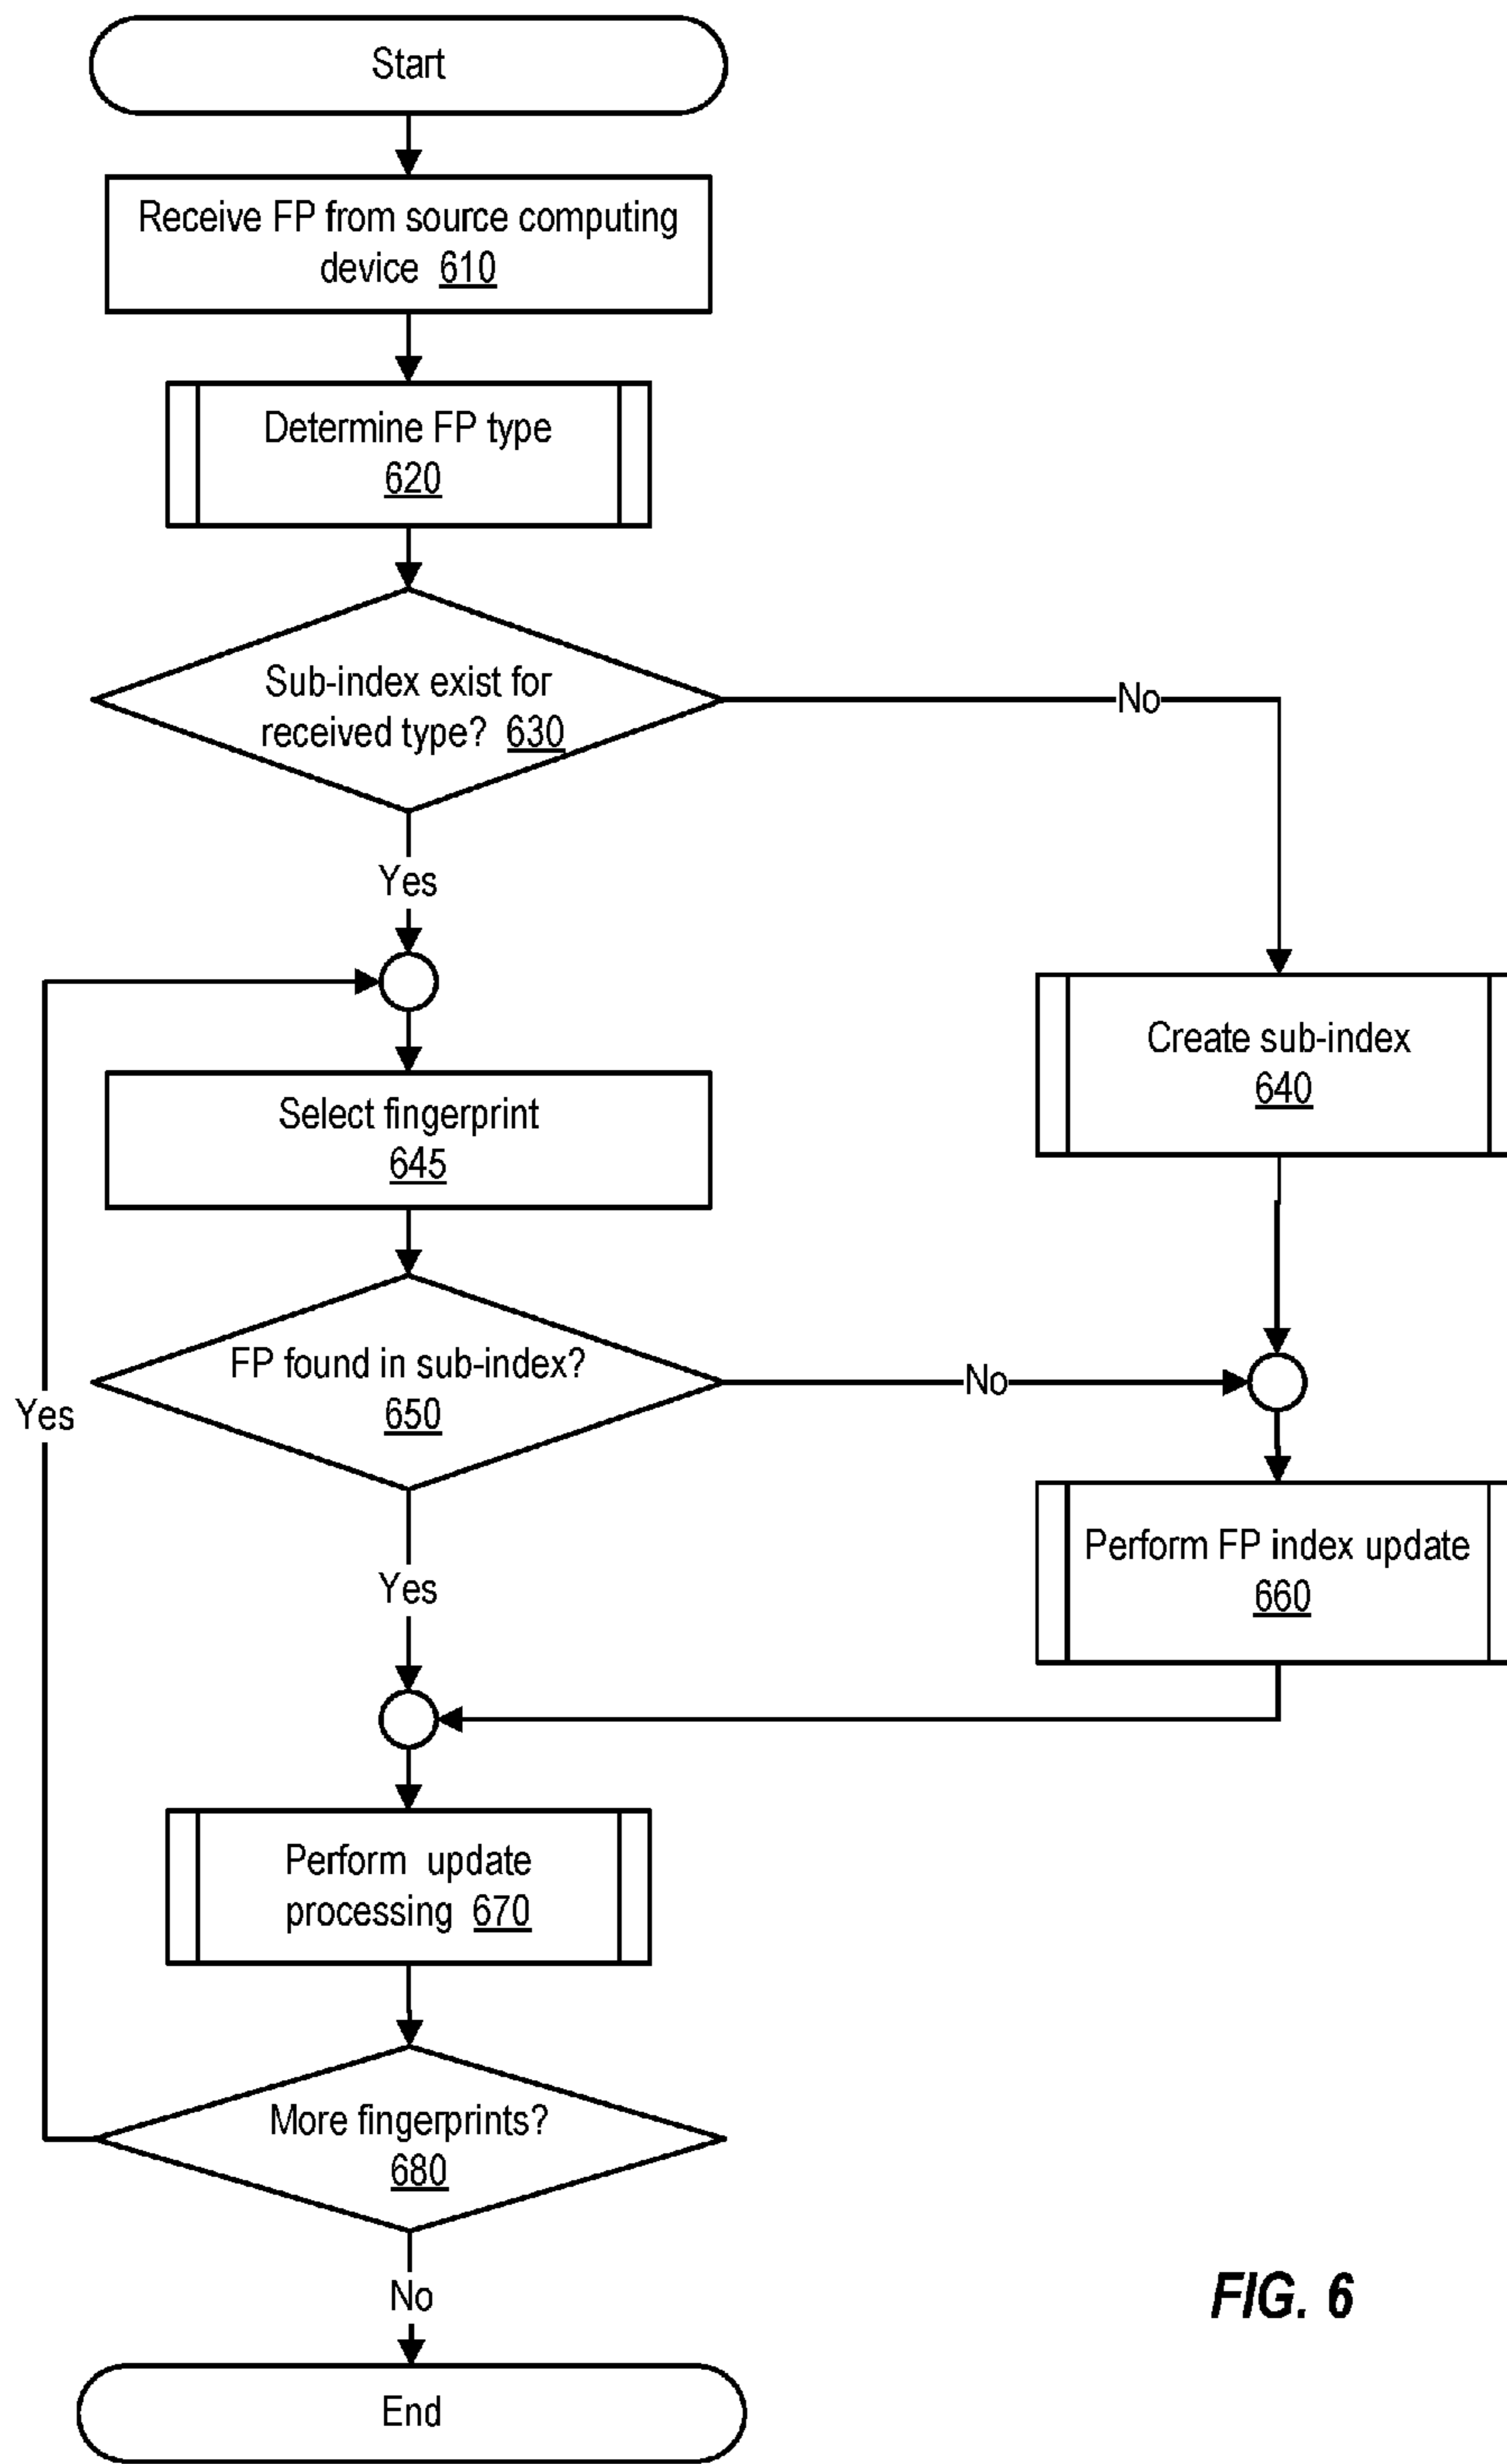 Start
Receive FP from source computing
device 610
Determine FP type
620
Sub-index exist for
received type? 630
No
Yes
Create sub-index
640
Select fingerprint
645
FP found in sub-index?
650
No
Yes
Yes
Perform FP index update
660
Perform update
processing 670
More fingerprints?
680
No
FIG. 6
End